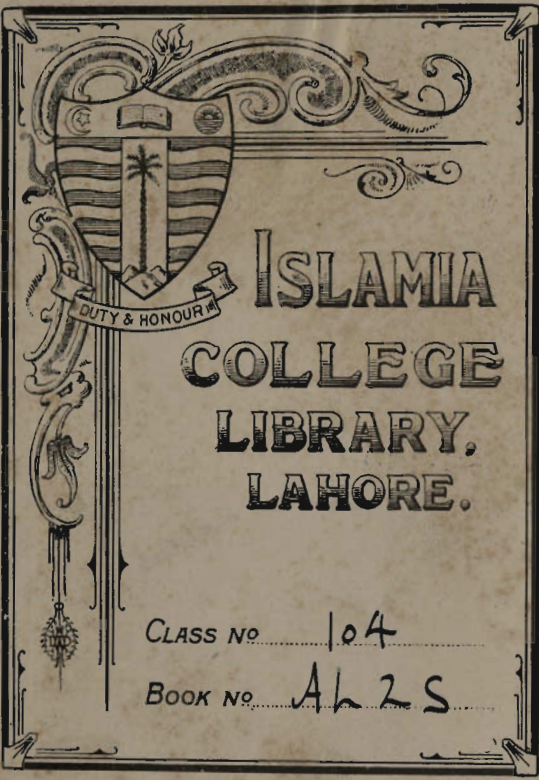 DUTY & HONOUR
ISLAMIA
COLLEGE
LIBRARY,
LAHORE.
CLASS Nº 104
BOOK Nº AL2S